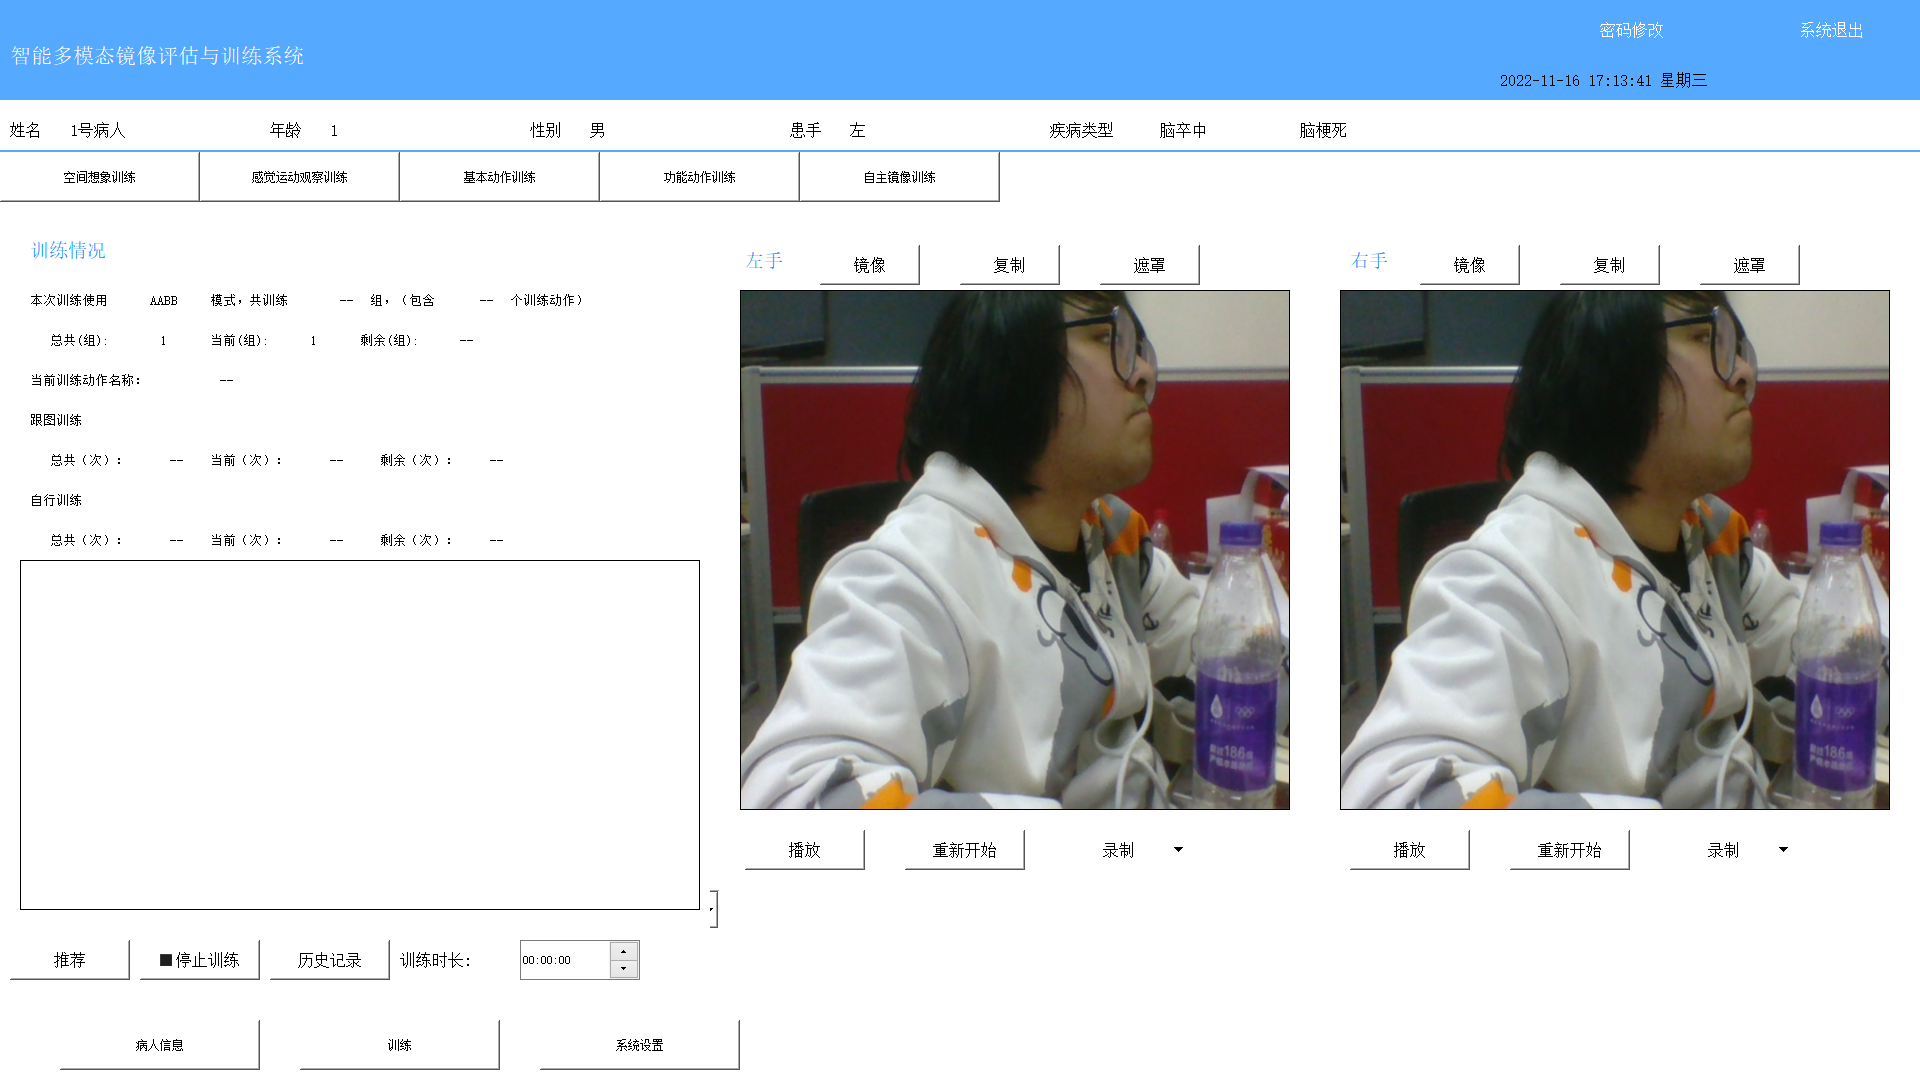 密码修改 系统退出
智能多模态镜像评估与训练系统
2022-11-16 17:13:41 星期三
姓名 1号病人 年龄 1 性别 男 患手 左 疾病类型 脑卒中 脑梗死
空间想象训练 感觉运动观察训练 基本动作训练 功能动作训练 自主镜像训练
训练情况
左手 镜像 复制 遮罩 右手 镜像 复制 遮罩
本次训练使用 AABB 模式，共训练 -- 组，（包含 -- 个训练动作）
总共(组): 1 当前(组): 1 剩余(组): --
当前训练动作名称: --
跟图训练
总共（次）: -- 当前（次）: -- 剩余（次）: --
自行训练
总共（次）: -- 当前（次）: -- 剩余（次）: --
播放 重新开始 录制 播放 重新开始 录制
推荐 ■停止训练 历史记录 训练时长: 00:00:00
病人信息 训练 系统设置